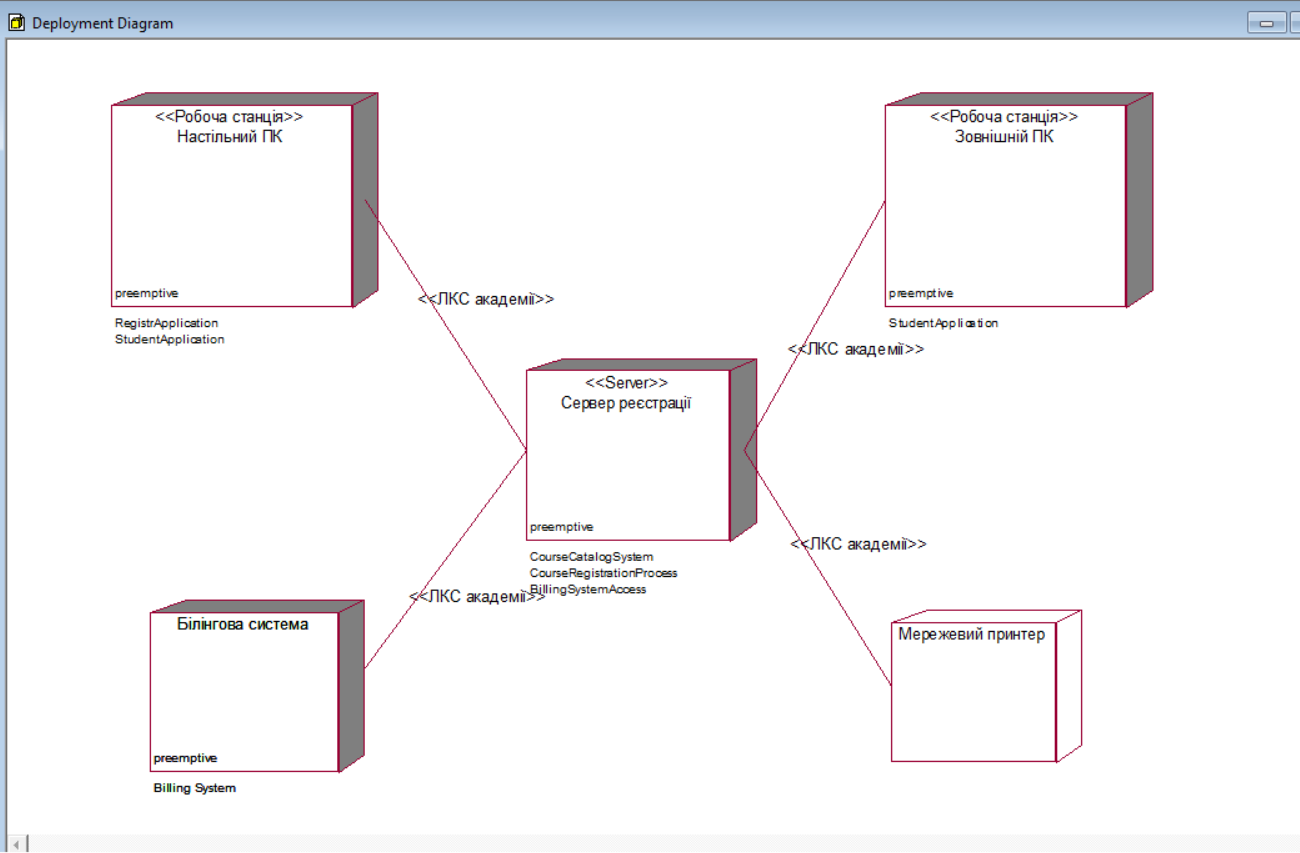 Deployment Diagram
<<Робоча станція>>
Настільний ПК
preemptive
RegistrApplication
StudentApplication
<<Робоча станція>>
Зовнішній ПК
preemptive
StudentApplication
<<ЛКС академії>>
<<ЛКС академії>>
<<Server>>
Сервер реєстрації
preemptive
CourseCatalogSystem
CourseRegistrationProcess
BillingSystemAccess
<<ЛКС академії>>
<<ЛКС академії>>
Білінгова система
preemptive
Billing System
Мережевий принтер